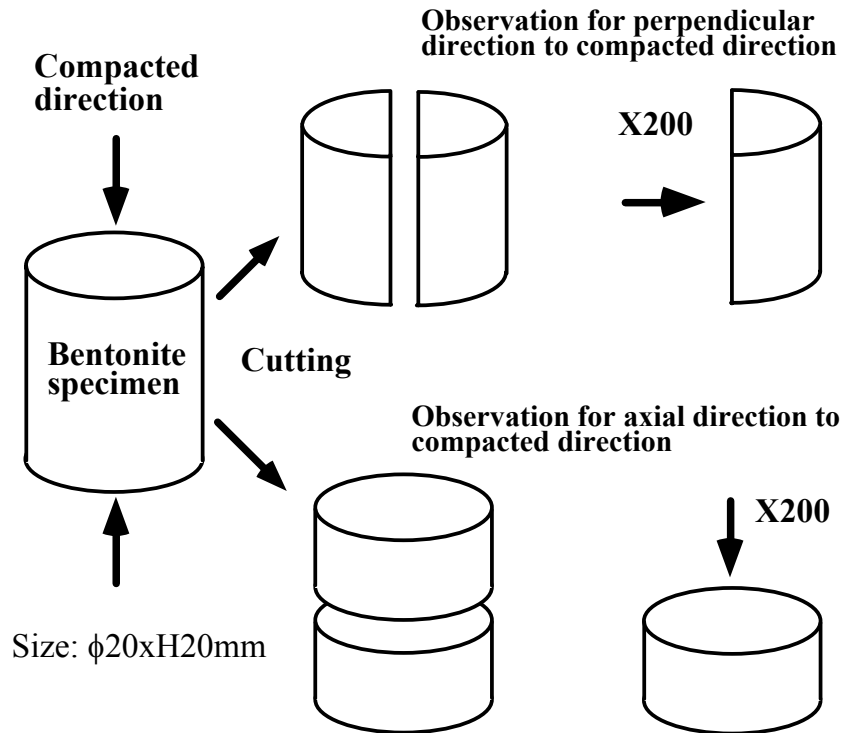 Observation for perpendicular
direction to compacted direction
Compacted
direction
X200
Bentonite
specimen
Cutting
Observation for axial direction to
compacted direction
X200
Size: ϕ20xH20mm